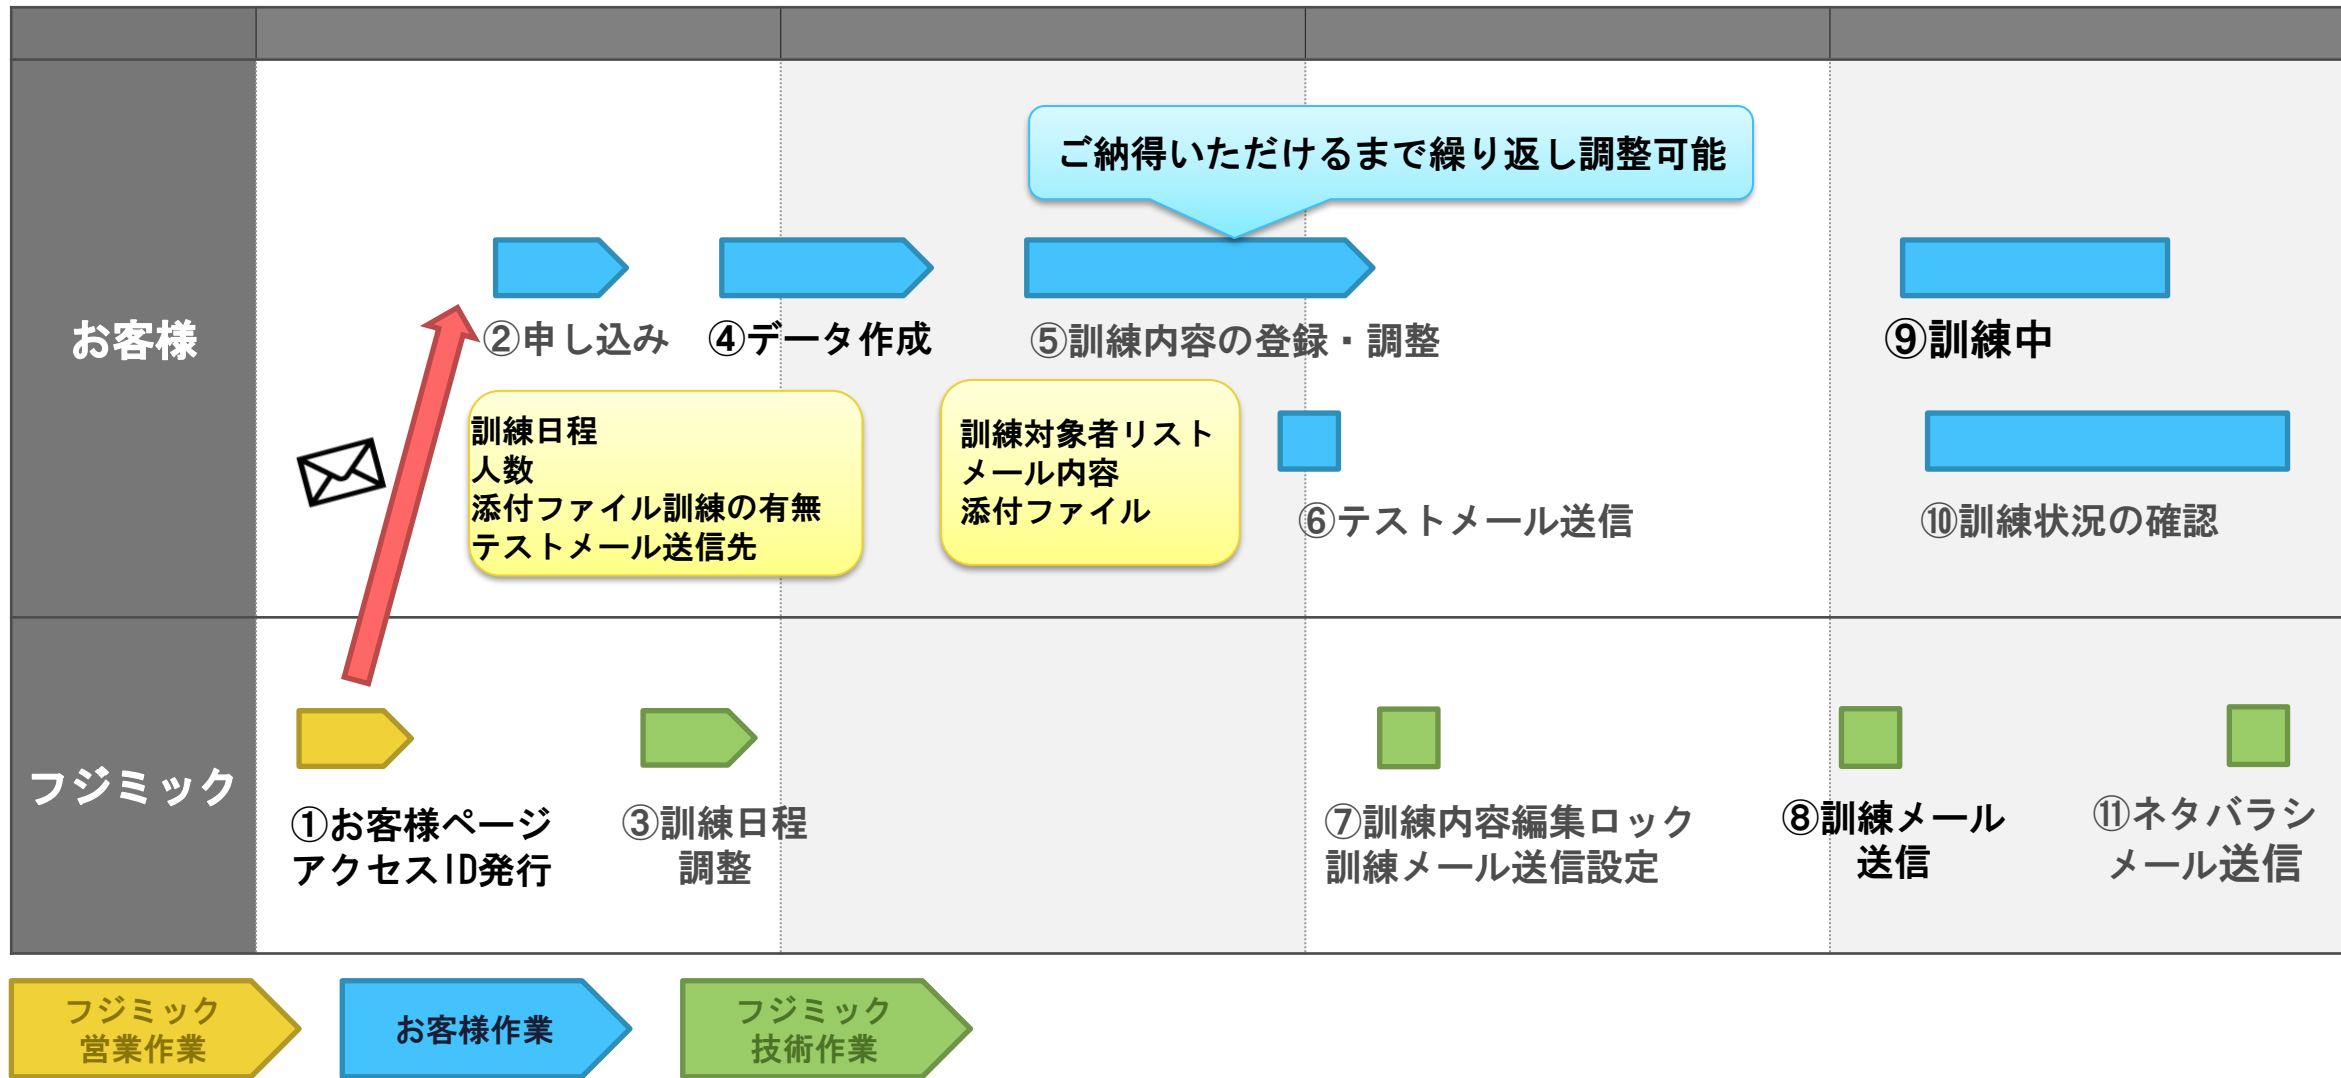 ご納得いただけるまで繰り返し調整可能
お客様
②申し込み
④データ作成
⑤訓練内容の登録・調整
⑨訓練中
訓練日程
人数
添付ファイル訓練の有無
テストメール送信先
訓練対象者リスト
メール内容
添付ファイル
⑥テストメール送信
⑩訓練状況の確認
フジミック
①お客様ページ
アクセスID発行
③訓練日程
調整
⑦訓練内容編集ロック
訓練メール送信設定
⑧訓練メール
送信
⑪ネタバラシ
メール送信
フジミック
営業作業
お客様作業
フジミック
技術作業